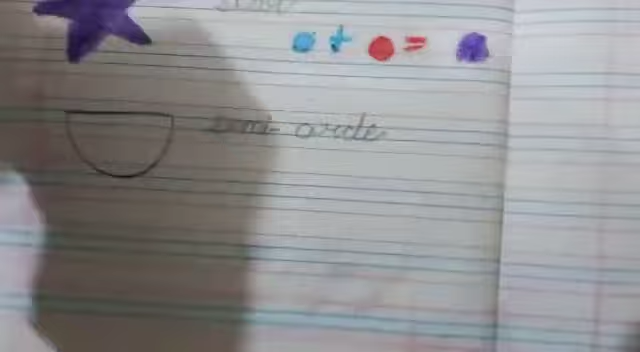 + =
semi circle